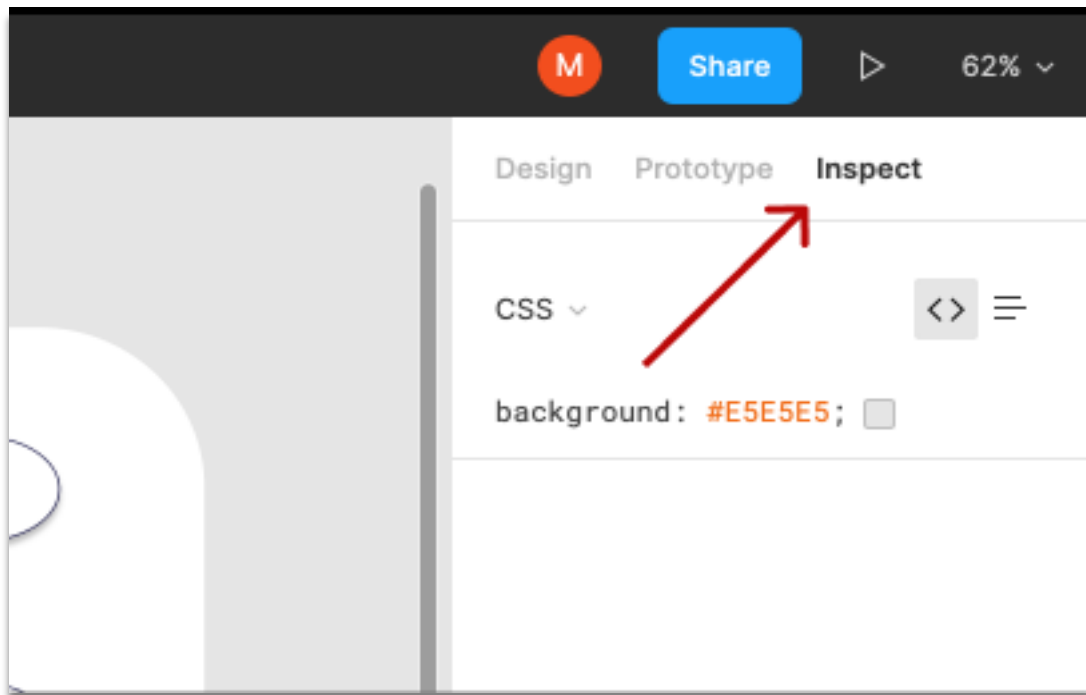 M Share 62%
Design Prototype Inspect
CSS <>
background: #E5E5E5;